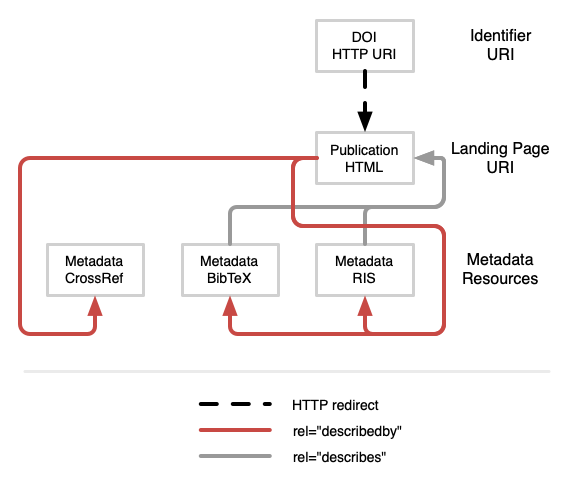 DOI
HTTP URI
Identifier
URI
Publication
HTML
Landing Page
URI
Metadata
CrossRef
Metadata
BibTeX
Metadata
RIS
Metadata
Resources
HTTP redirect
rel="describedby"
rel="describes"